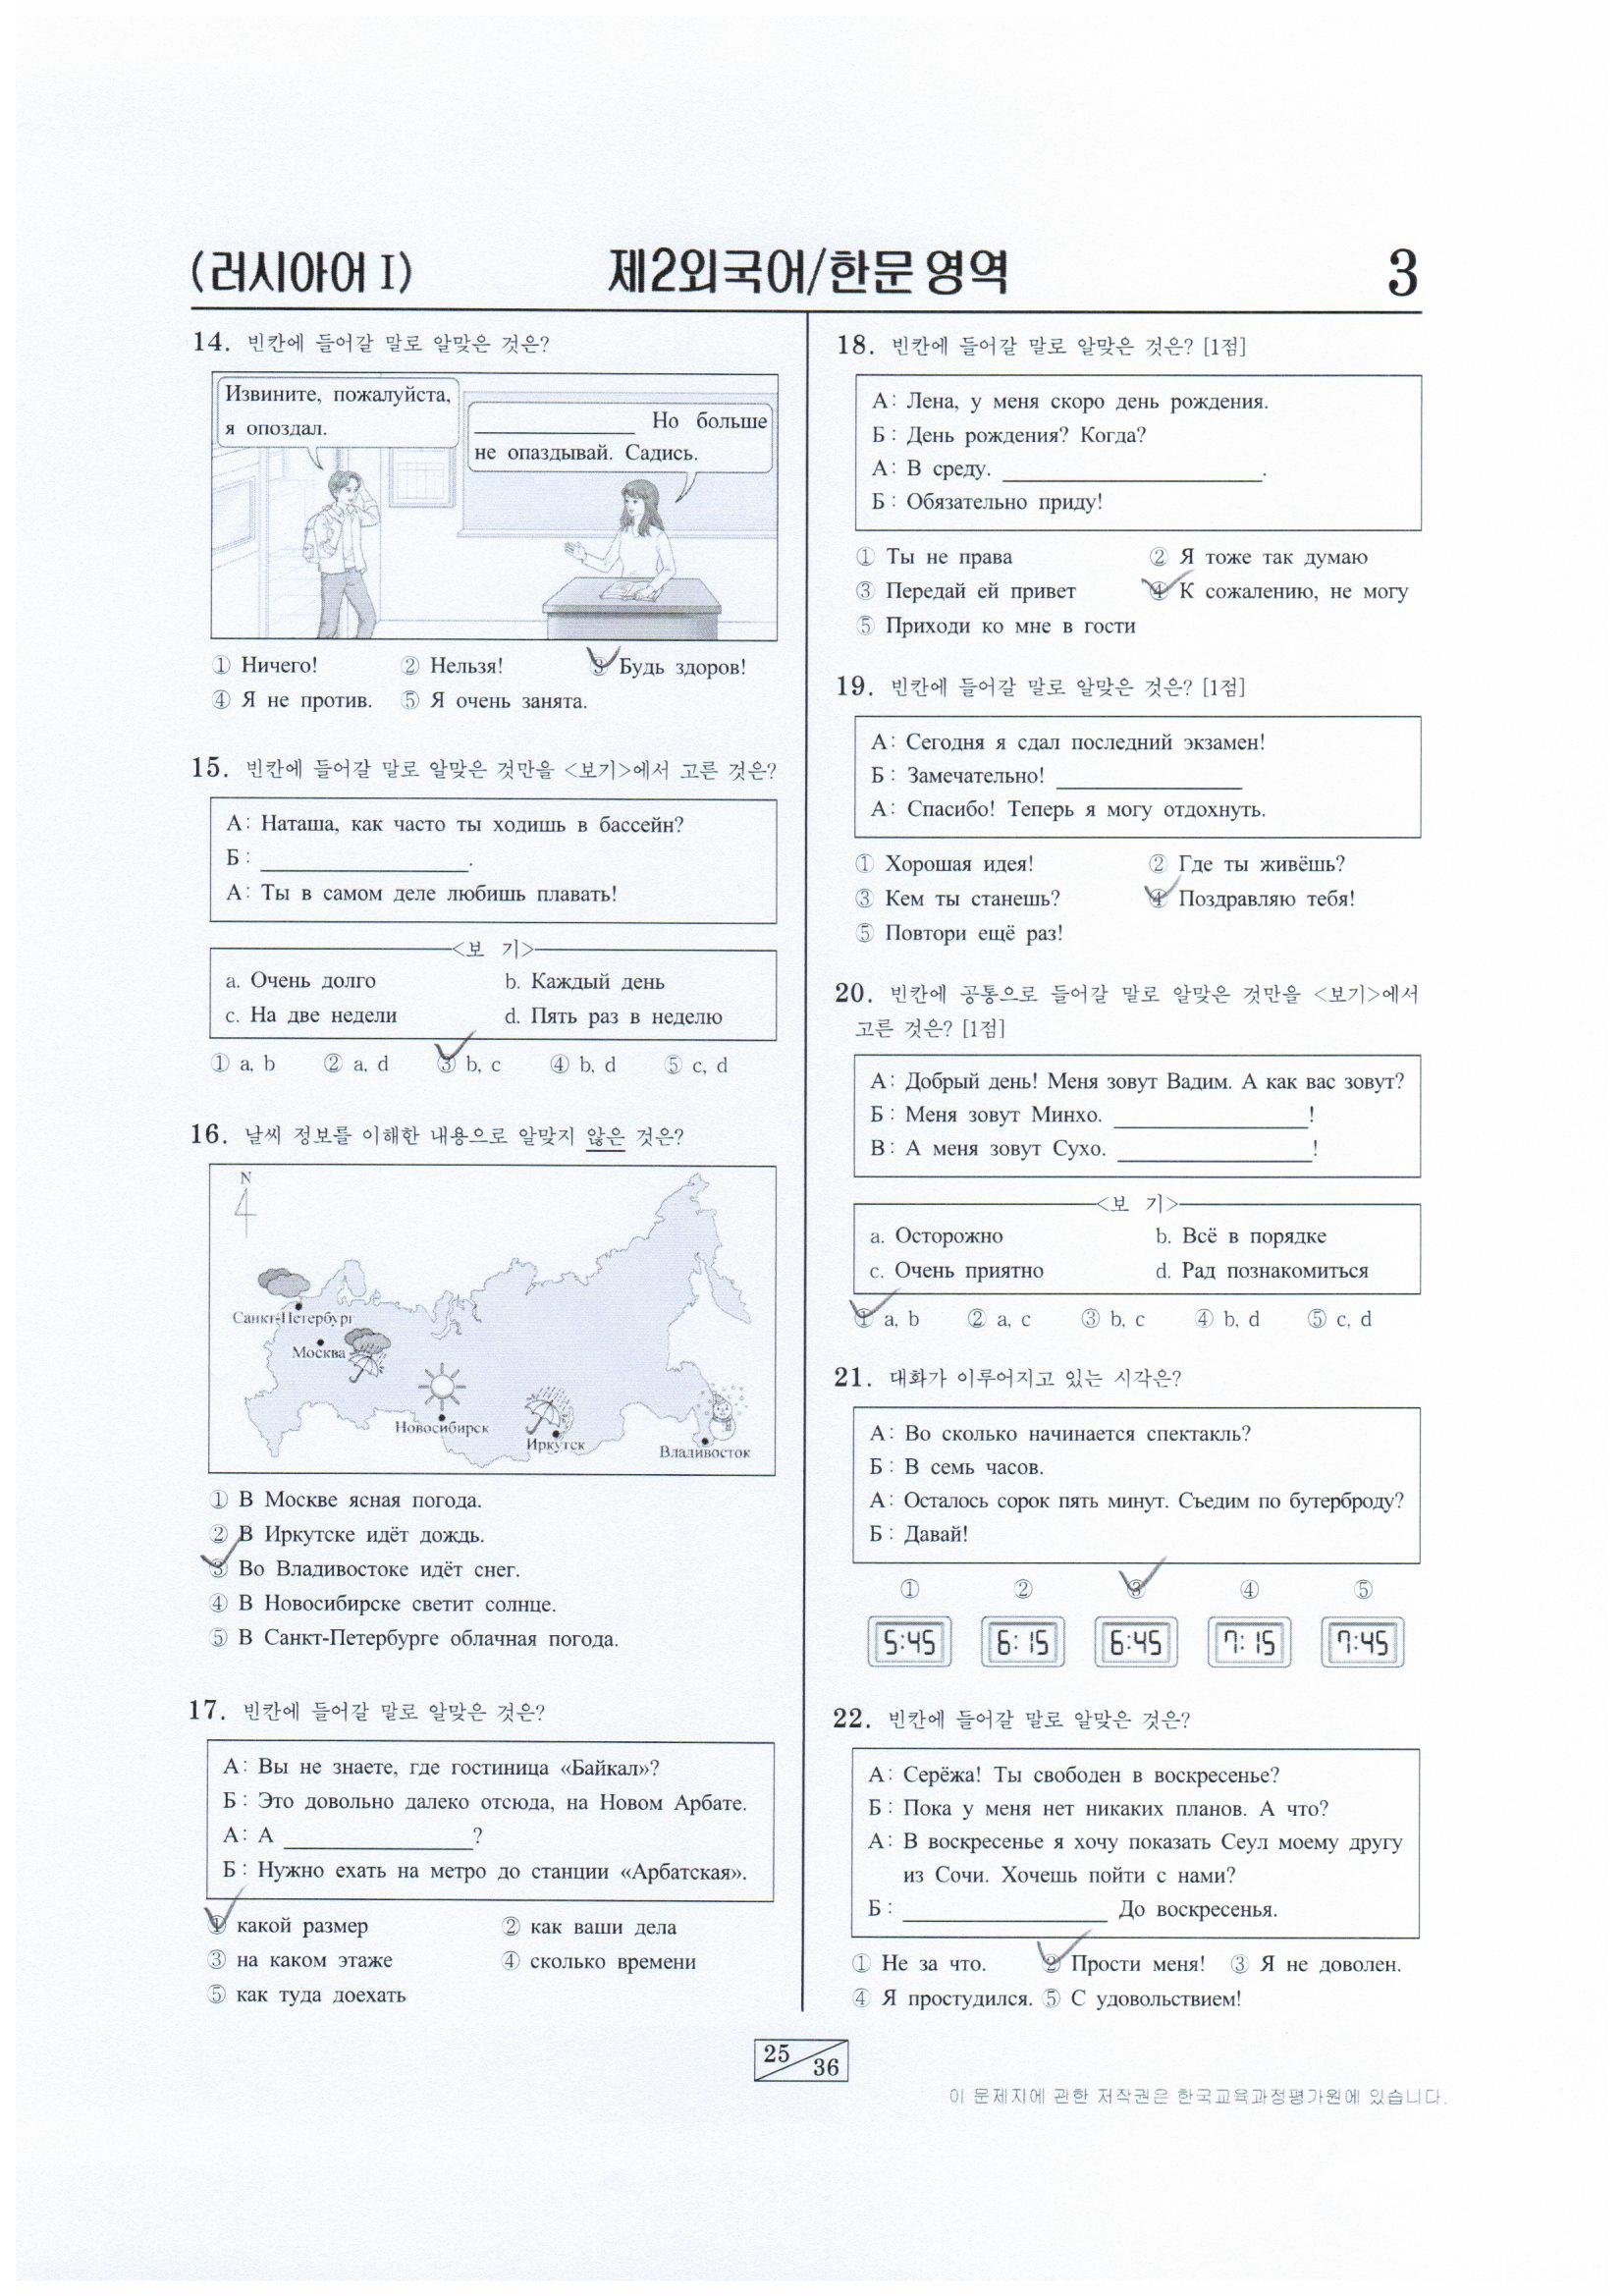 (러시아어 I)
제2외국어/한문 영역
3
14. 빈칸에 들어갈 말로 알맞은 것은?
Извините, пожалуйста,
я опоздал.
____________ Но больше
не опаздывай. Садись.
① Ничего! ② Нельзя! ③ Будь здоров!
④ Я не против. ⑤ Я очень занята.
15. 빈칸에 들어갈 말로 알맞은 것만을 <보기>에서 고른 것은?
А: Наташа, как часто ты ходишь в бассейн?
Б: ____________.
А: Ты в самом деле любишь плавать!
<보 기>
a. Очень долго b. Каждый день
c. На две недели d. Пять раз в неделю
① a, b ② a, d ③ b, c ④ b, d ⑤ c, d
16. 날씨 정보를 이해한 내용으로 알맞지 않은 것은?
N
Санкт-Петербург
Москва
Новосибирск
Иркутск
Владивосток
① В Москве ясная погода.
② В Иркутске идёт дождь.
③ Во Владивостоке идёт снег.
④ В Новосибирске светит солнце.
⑤ В Санкт-Петербурге облачная погода.
17. 빈칸에 들어갈 말로 알맞은 것은?
А: Вы не знаете, где гостиница «Байкал»?
Б: Это довольно далеко отсюда, на Новом Арбате.
А: А ____________?
Б: Нужно ехать на метро до станции «Арбатская».
① какой размер ② как ваши дела
③ на каком этаже ④ сколько времени
⑤ как туда доехать
18. 빈칸에 들어갈 말로 알맞은 것은? [1점]
А: Лена, у меня скоро день рождения.
Б: День рождения? Когда?
А: В среду. ____________.
Б: Обязательно приду!
① Ты не права ② Я тоже так думаю
③ Передай ей привет ④ К сожалению, не могу
⑤ Приходи ко мне в гости
19. 빈칸에 들어갈 말로 알맞은 것은? [1점]
А: Сегодня я сдал последний экзамен!
Б: Замечательно! ____________
А: Спасибо! Теперь я могу отдохнуть.
① Хорошая идея! ② Где ты живёшь?
③ Кем ты станешь? ④ Поздравляю тебя!
⑤ Повтори ещё раз!
20. 빈칸에 공통으로 들어갈 말로 알맞은 것만을 <보기>에서
고른 것은? [1점]
А: Добрый день! Меня зовут Вадим. А как вас зовут?
Б: Меня зовут Минхо. ____________!
В: А меня зовут Сухо. ____________!
<보 기>
a. Осторожно b. Всё в порядке
c. Очень приятно d. Рад познакомиться
① a, b ② a, c ③ b, c ④ b, d ⑤ c, d
21. 대화가 이루어지고 있는 시각은?
А: Во сколько начинается спектакль?
Б: В семь часов.
А: Осталось сорок пять минут. Съедим по бутерброду?
Б: Давай!
① ② ③ ④ ⑤
5:45 6:15 6:45 7:15 7:45
22. 빈칸에 들어갈 말로 알맞은 것은?
А: Серёжа! Ты свободен в воскресенье?
Б: Пока у меня нет никаких планов. А что?
А: В воскресенье я хочу показать Сеул моему другу
из Сочи. Хочешь пойти с нами?
Б: ____________ До воскресенья.
① Не за что. ② Прости меня! ③ Я не доволен.
④ Я простудился. ⑤ С удовольствием!
25 36
이 문제지에 관한 저작권은 한국교육과정평가원에 있습니다.